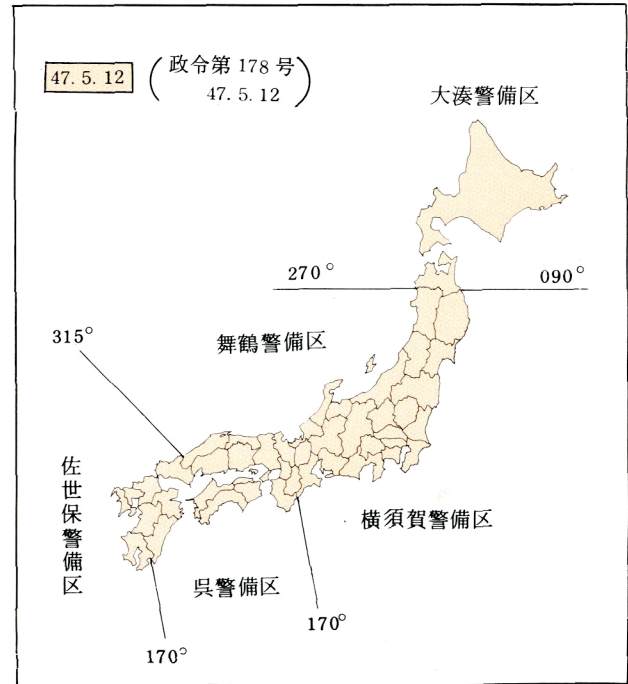 47.5.12
政令第178号
47.5.12
大湊警備区
270°
090°
315°
舞鶴警備区
佐世保警備区
横須賀警備区
呉警備区
170°
170°